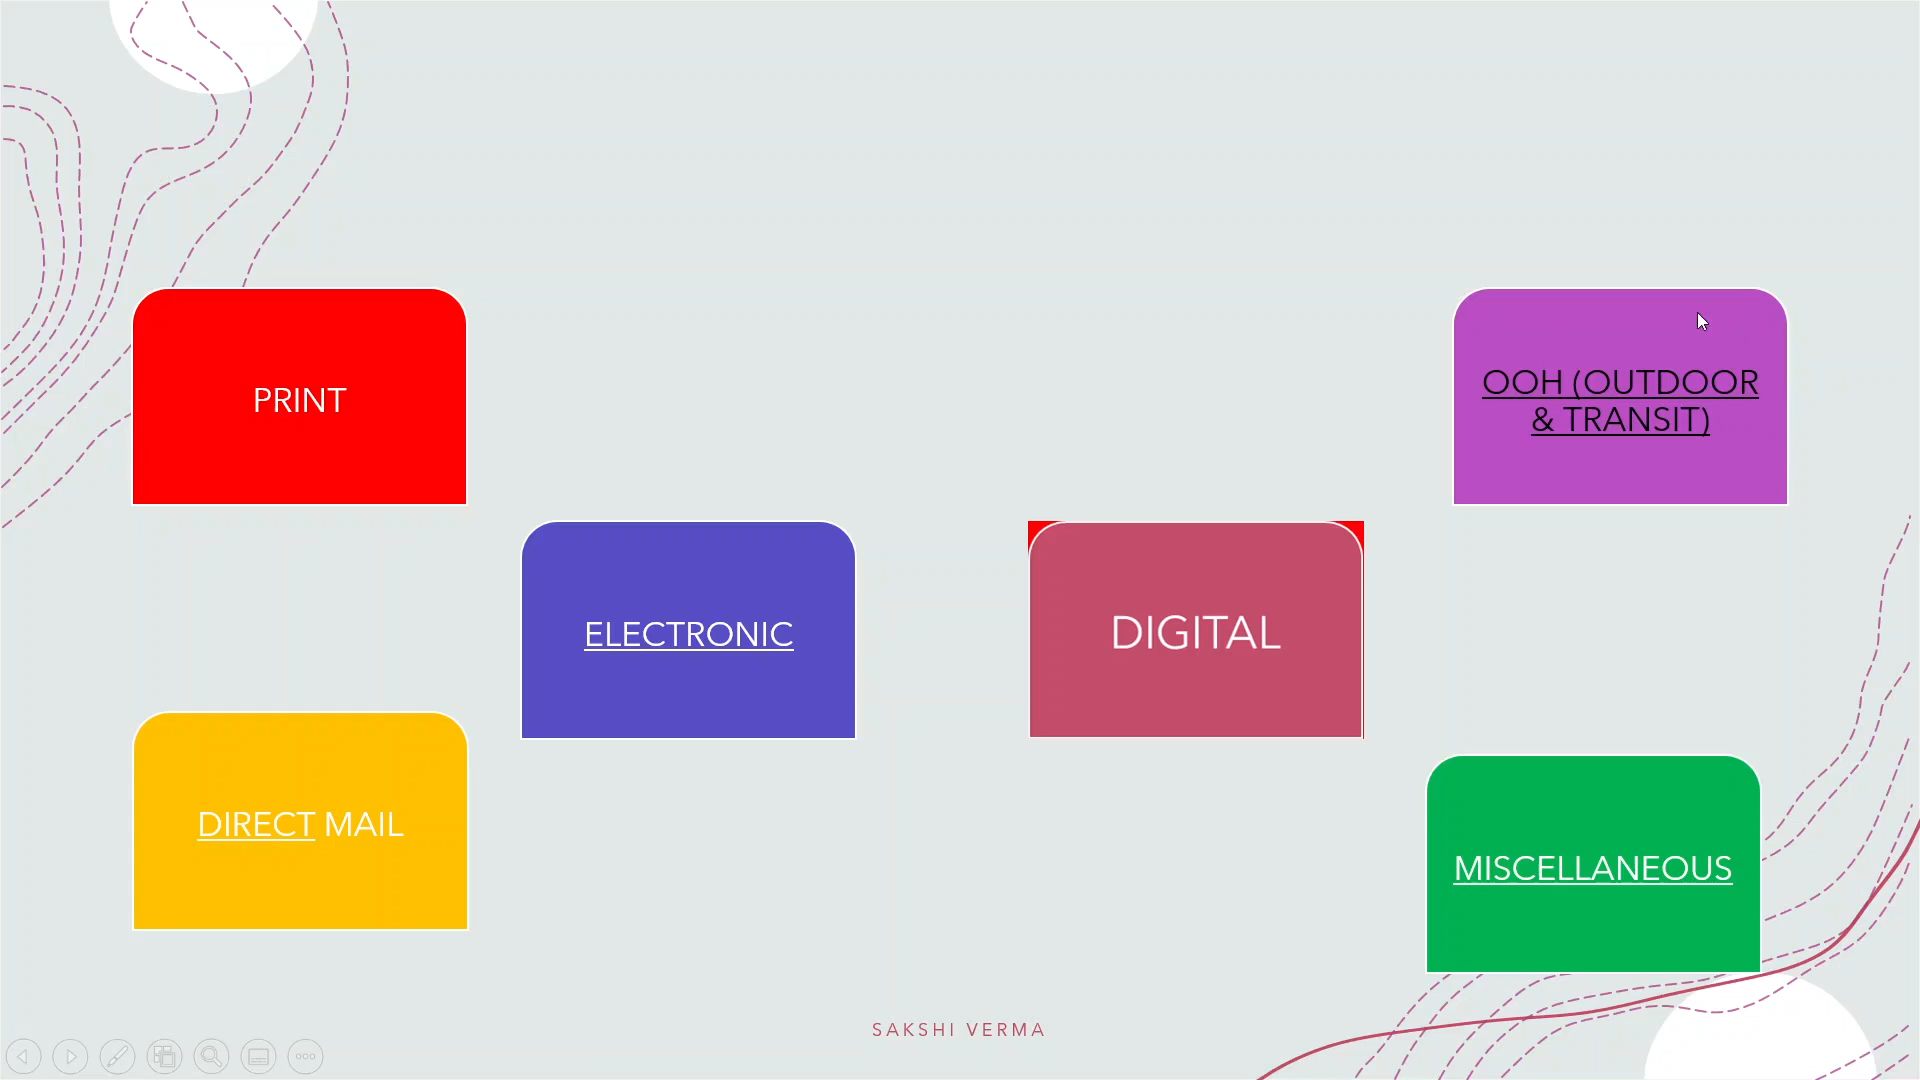 PRINT
OOH (OUTDOOR
& TRANSIT)
ELECTRONIC
DIGITAL
DIRECT MAIL
MISCELLANEOUS
SAKSHI VERMA